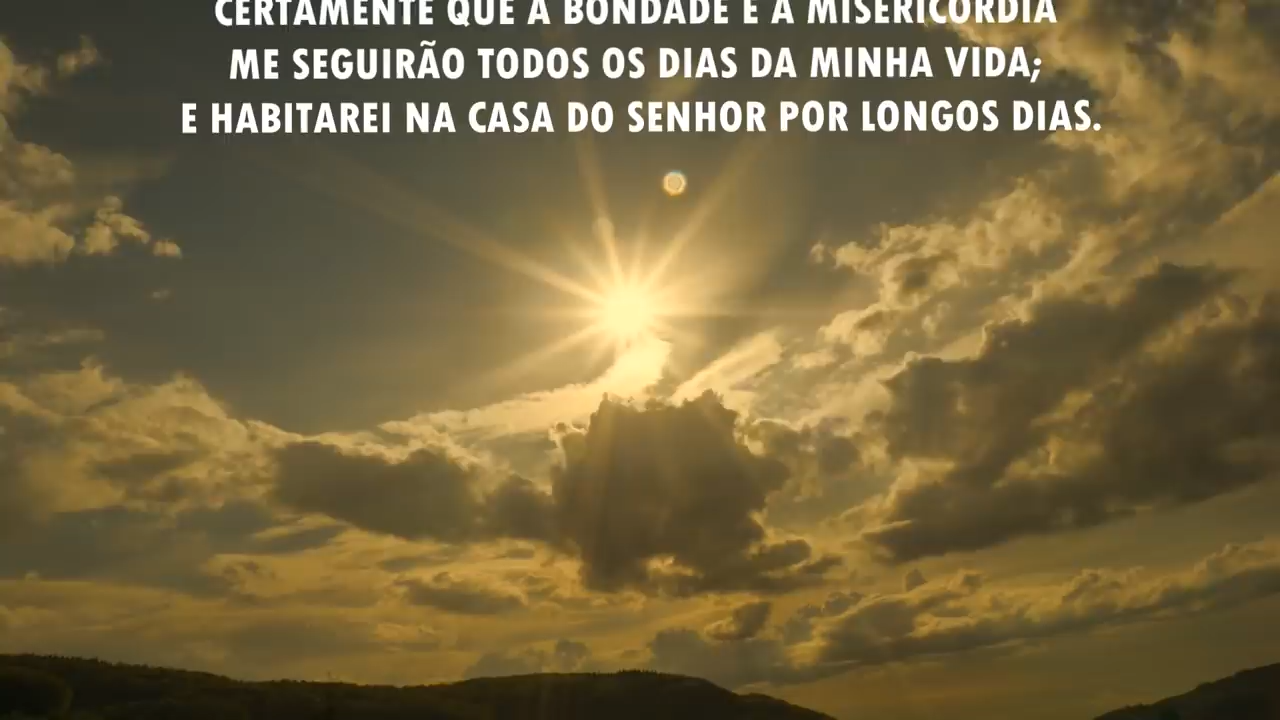 CERTAMENTE QUE A BONDADE E A MISERICÓRDIA
ME SEGUIRÃO TODOS OS DIAS DA MINHA VIDA;
E HABITAREI NA CASA DO SENHOR POR LONGOS DIAS.